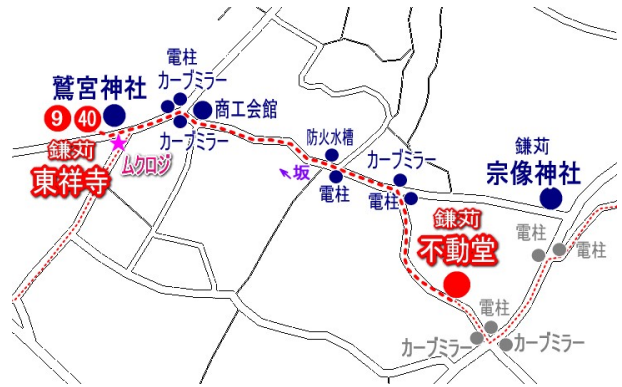 電柱
カーブミラー
鷲宮神社
9 40
商工会館
カーブミラー
鎌苅
東祥寺
ムクロジ
防火水槽
坂
電柱
カーブミラー
電柱
鎌苅
宗像神社
鎌苅
不動堂
電柱
電柱
電柱
カーブミラー
カーブミラー